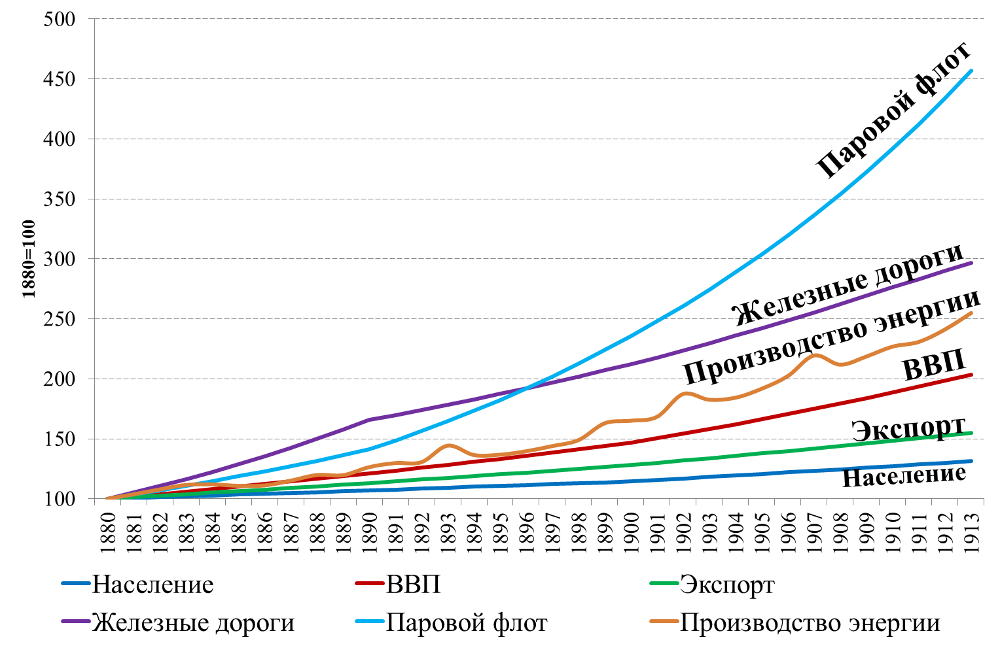 500
450
400
350
300
250
200
150
100
1880=100
Паровой флот
Железные дороги
Производство энергии
ВВП
Экспорт
Население
1880 1881 1882 1883 1884 1885 1886 1887 1888 1889 1890 1891 1892 1893 1894 1895 1896 1897 1898 1899 1900 1901 1902 1903 1904 1905 1906 1907 1908 1909 1910 1911 1912 1913
Население ВВП Экспорт
Железные дороги Паровой флот Производство энергии